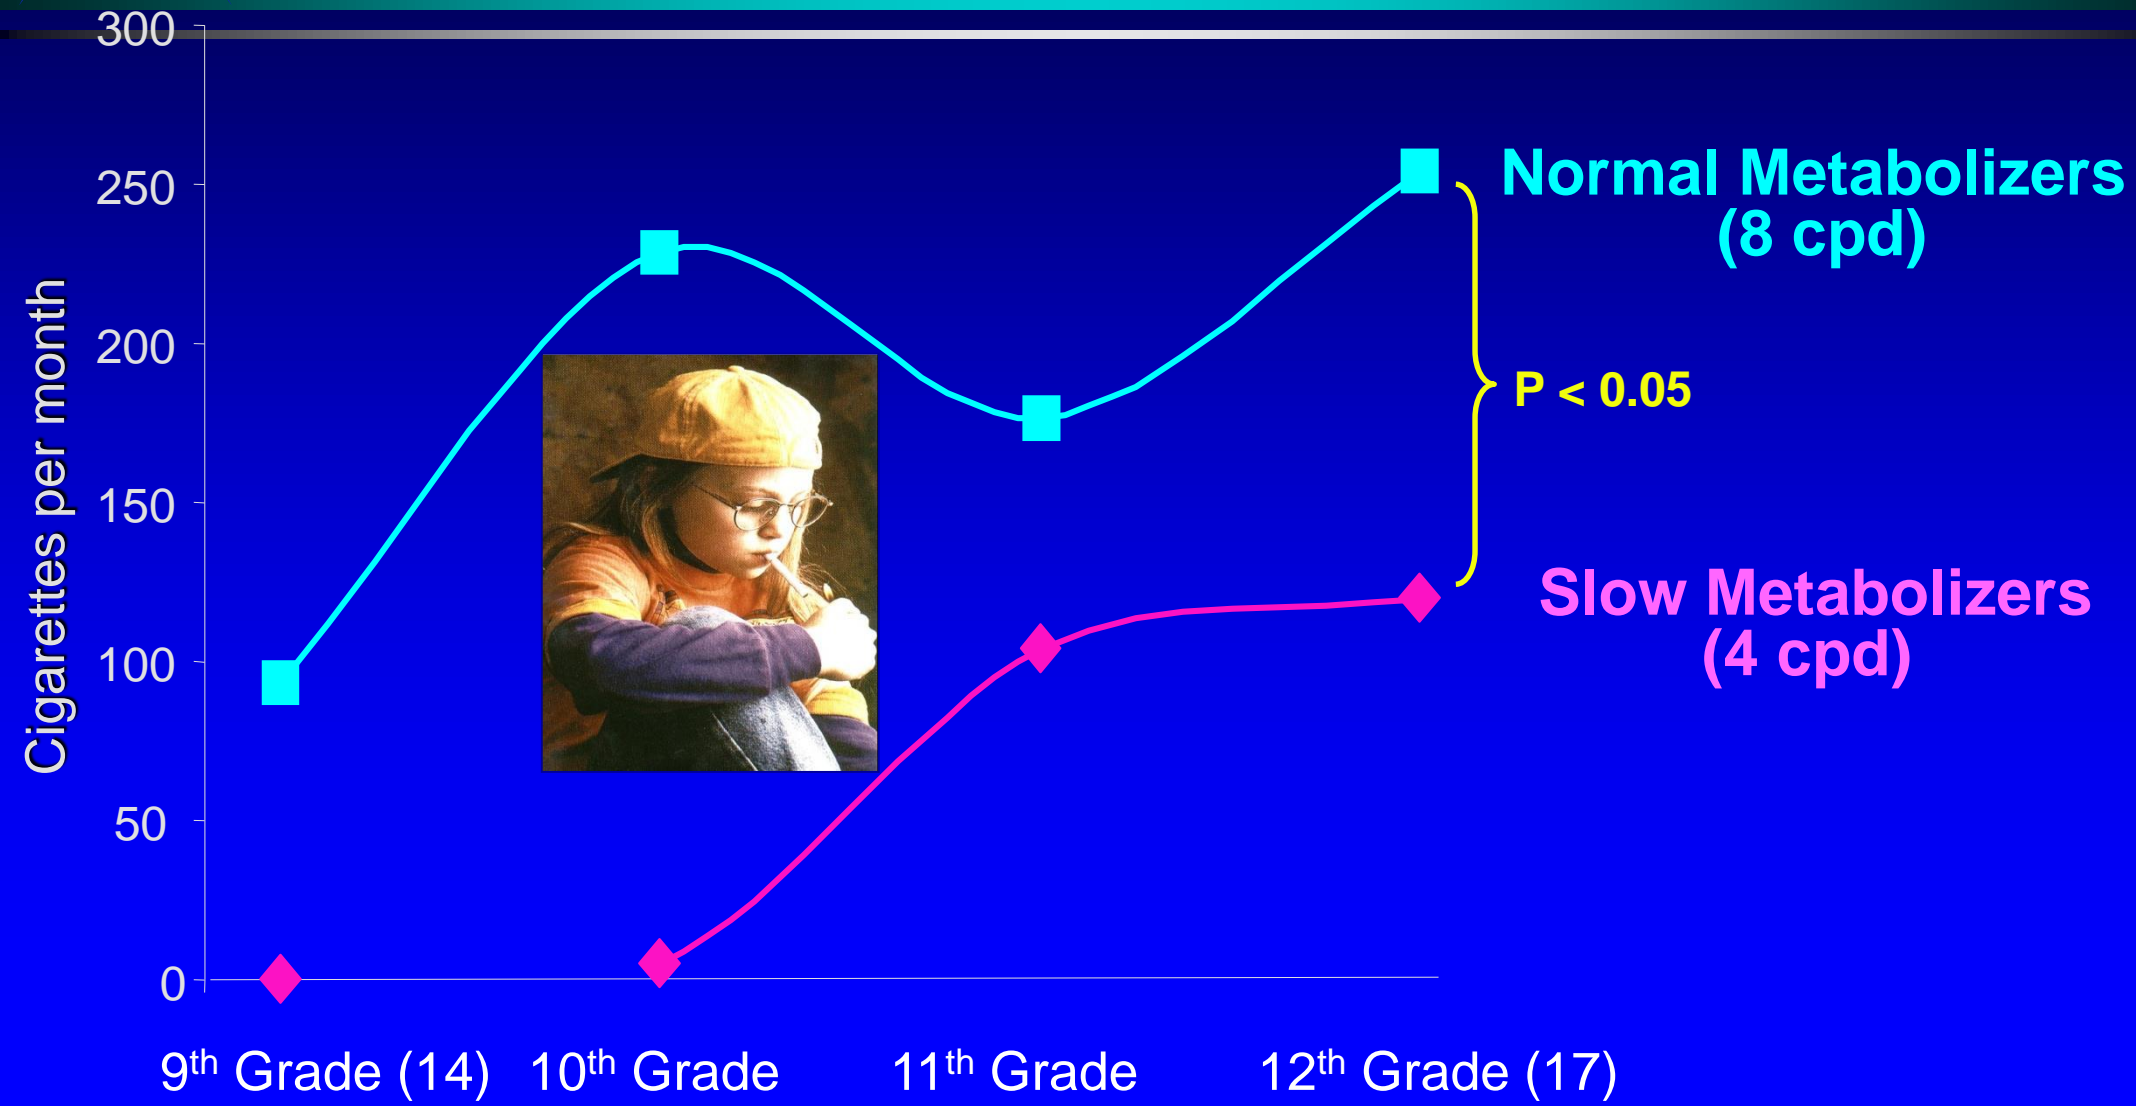 300
250
200
150
100
50
0
Cigarettes per month
Normal Metabolizers
(8 cpd)
P < 0.05
Slow Metabolizers
(4 cpd)
9th Grade (14) 10th Grade 11th Grade 12th Grade (17)